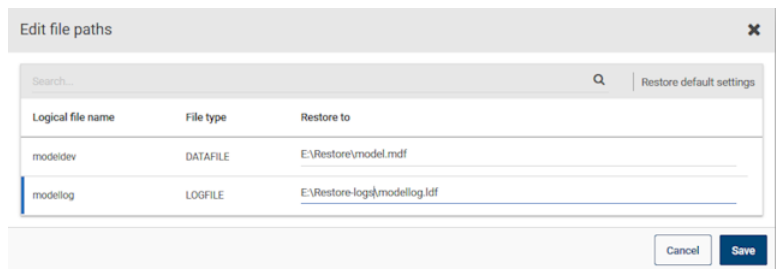 Edit file paths
Search...
Restore default settings
Logical file name File type Restore to
modeldev DATAFILE E:\Restore\model.mdf
modellog LOGFILE E:\Restore-logs\modellog.ldf
Cancel Save